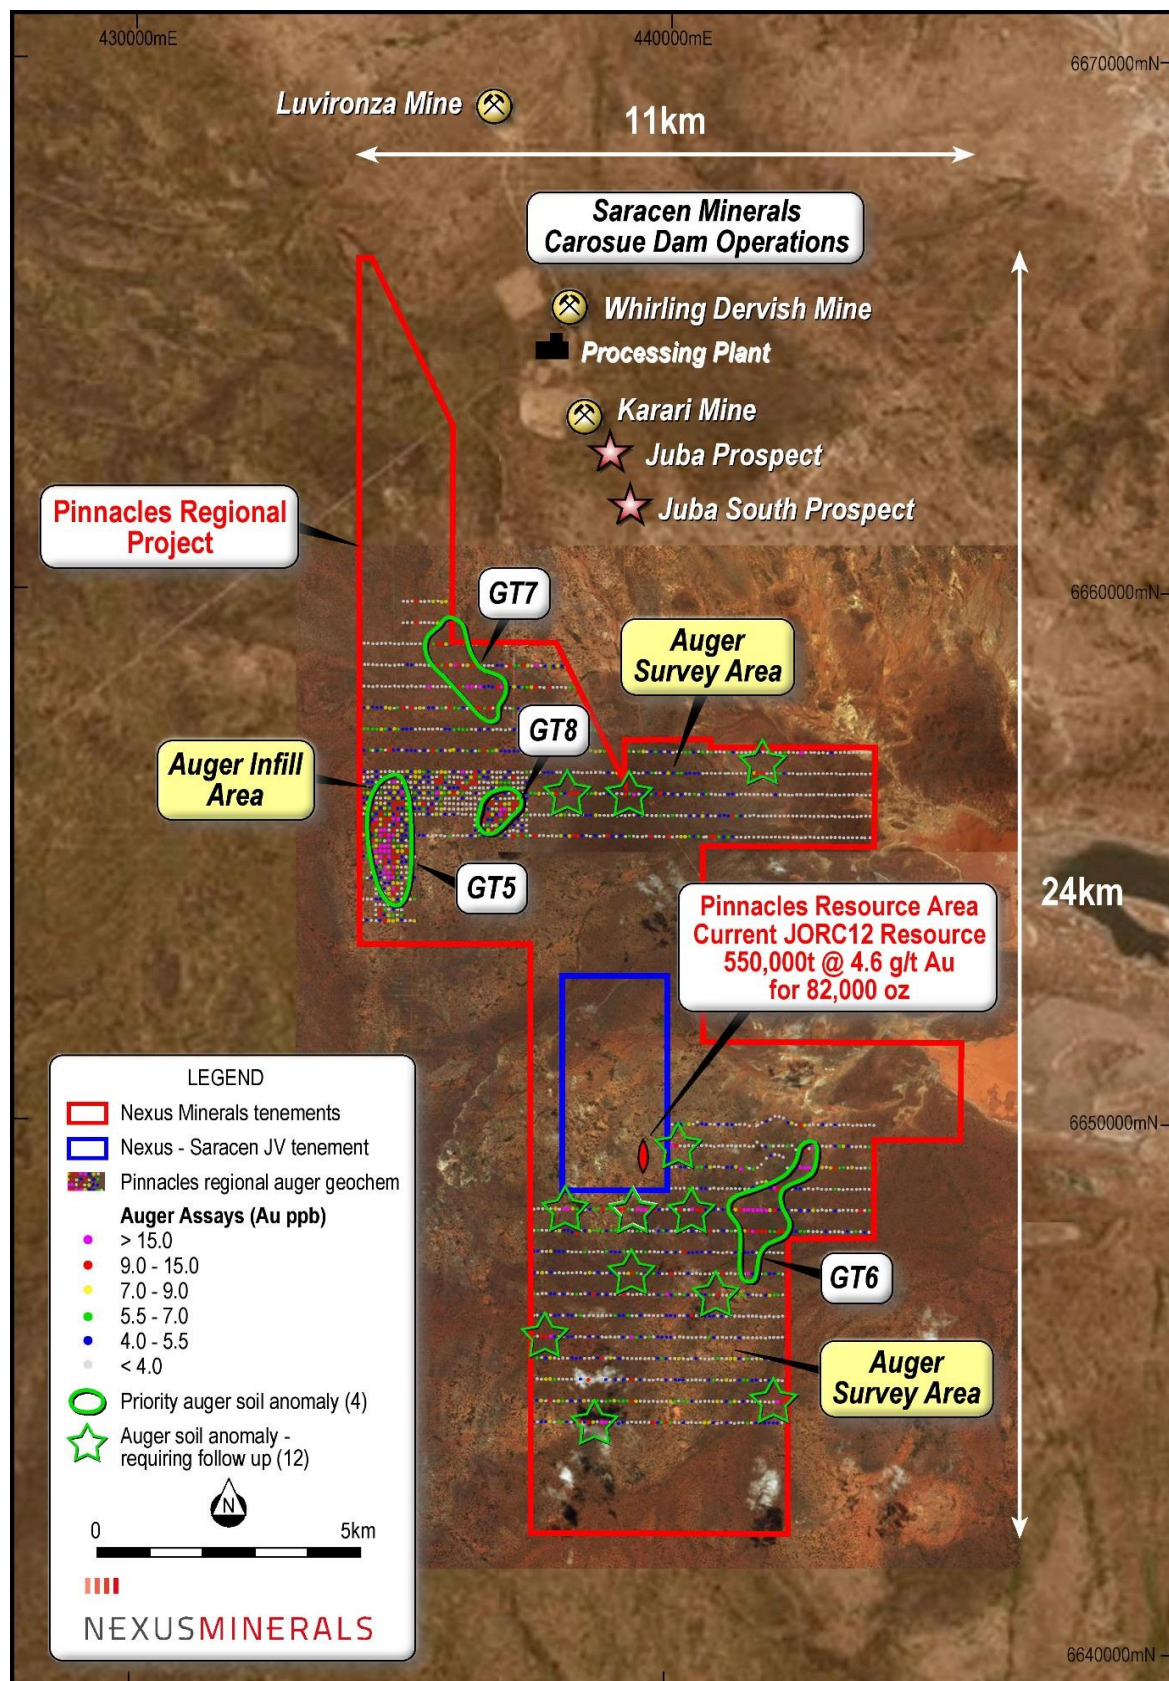 430000mE
440000mE
6670000mN
Luvironza Mine
11km
Saracen Minerals
Carosue Dam Operations
Whirling Dervish Mine
Processing Plant
Karari Mine
Juba Prospect
Juba South Prospect
Pinnacles Regional
Project
6660000mN
GT7
Auger
Survey Area
GT8
Auger Infill
Area
GT5
24km
Pinnacles Resource Area
Current JORC12 Resource
550,000t @ 4.6 g/t Au
for 82,000 oz
6650000mN
GT6
Auger
Survey Area
LEGEND
Nexus Minerals tenements
Nexus - Saracen JV tenement
Pinnacles regional auger geochem
Auger Assays (Au ppb)
> 15.0
9.0 - 15.0
7.0 - 9.0
5.5 - 7.0
4.0 - 5.5
< 4.0
Priority auger soil anomaly (4)
Auger soil anomaly -
requiring follow up (12)
N
0 5km
NEXUSMINERALS
6640000mN